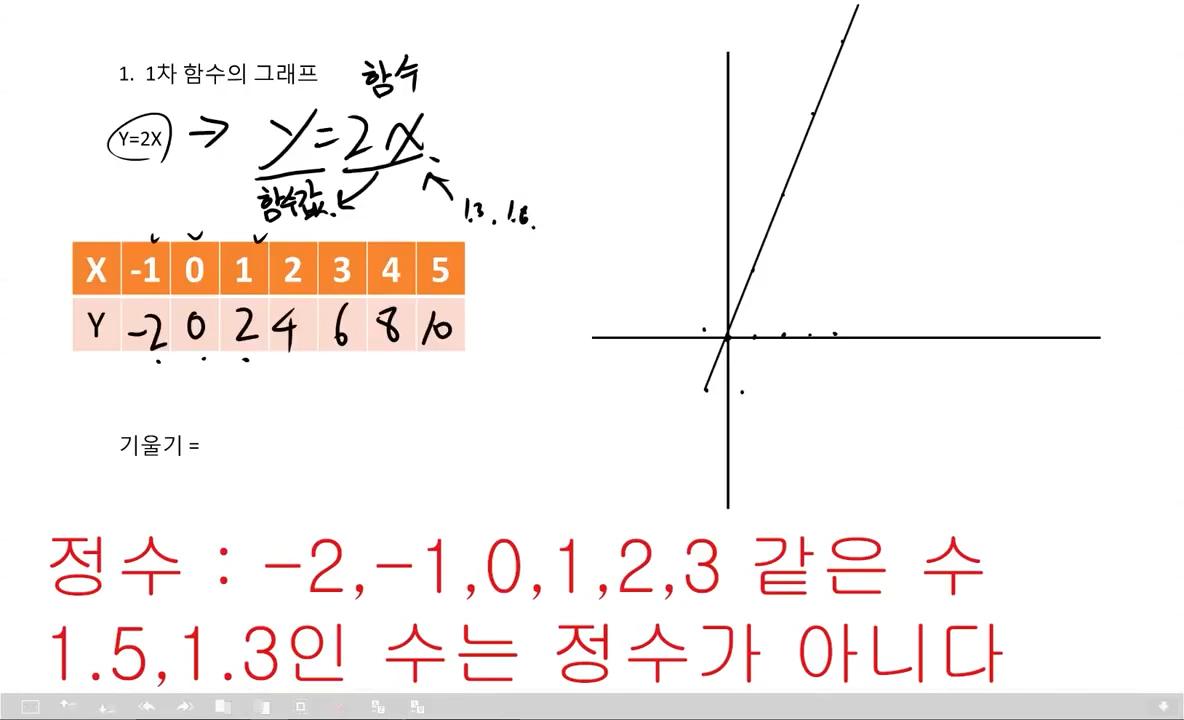 1. 1차 함수의 그래프
함수
Y=2X → y=2x
함수값
1.3, 1.6.
X -1 0 1 2 3 4 5
Y -2 0 2 4 6 8 10
기울기 =
정수 : -2,-1,0,1,2,3 같은 수
1.5,1.3인 수는 정수가 아니다